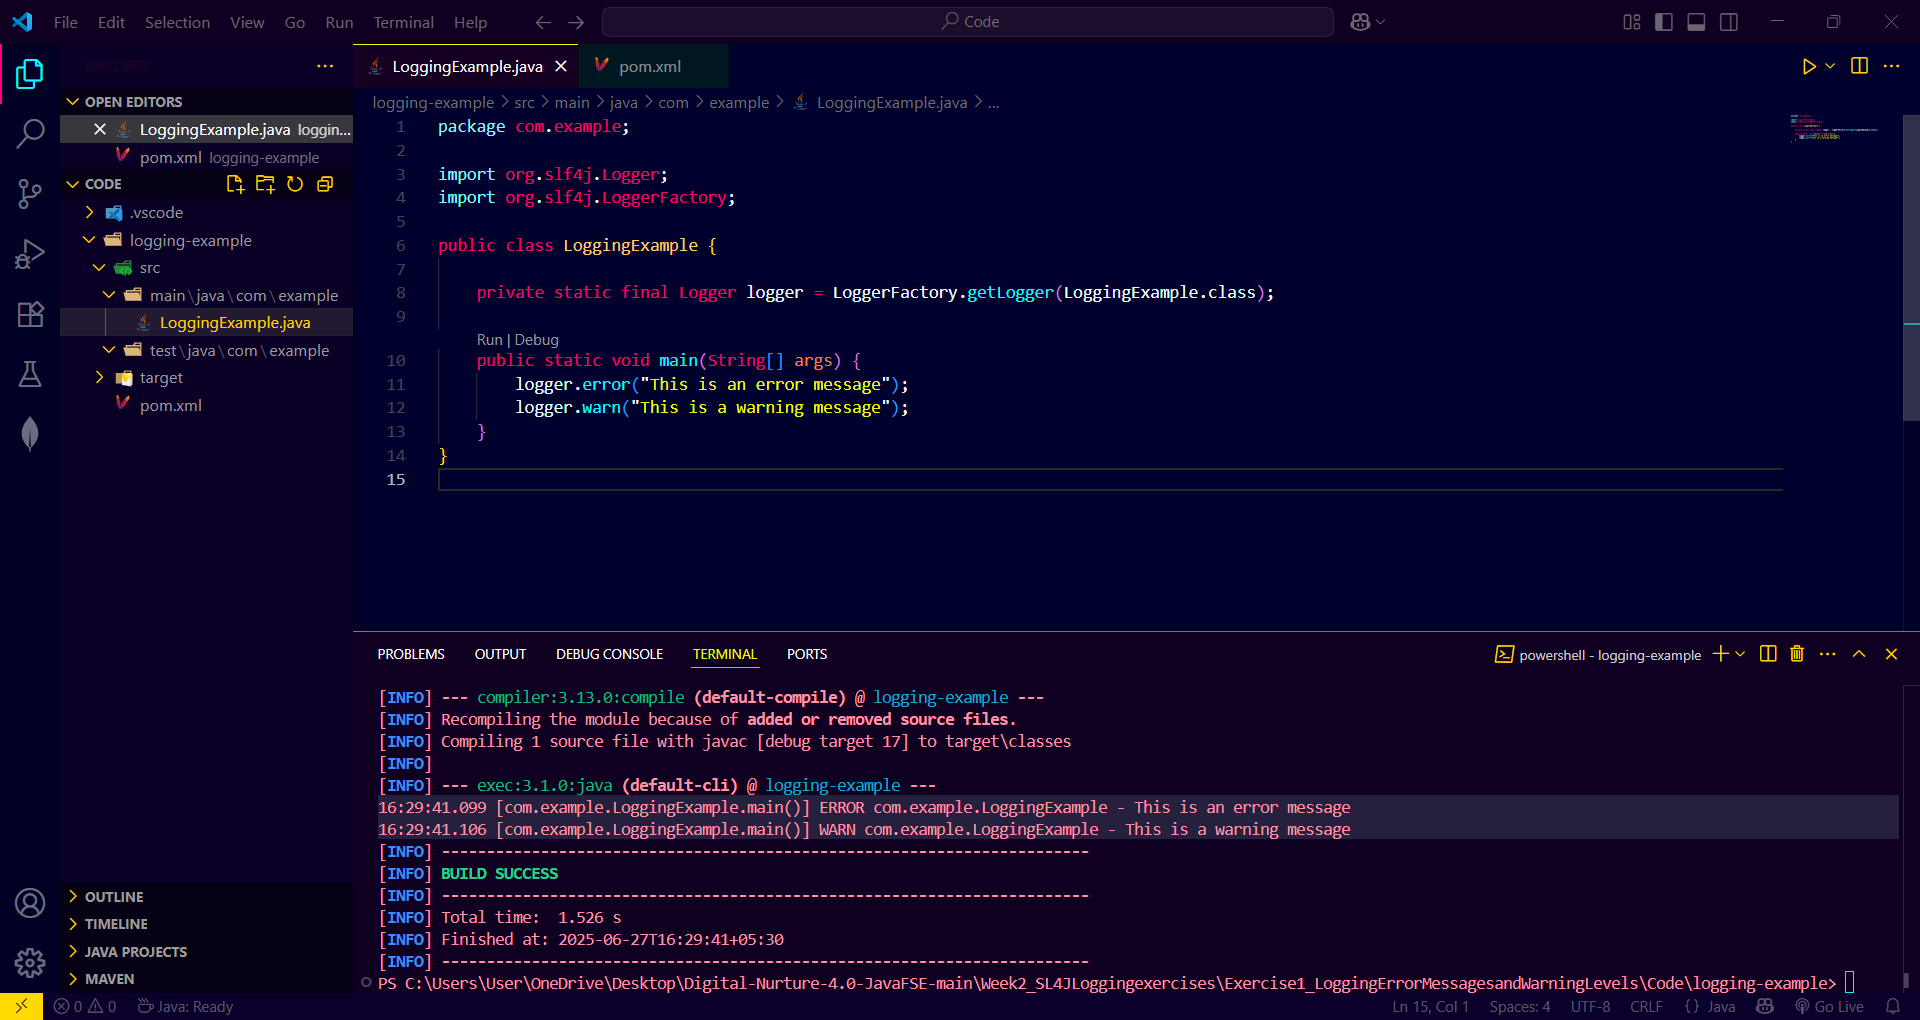 File Edit Selection View Go Run Terminal Help
Code
EXPLORER
OPEN EDITORS
LoggingExample.java loggin...
pom.xml logging-example
CODE
.vscode
logging-example
src
main\java\com\example
LoggingExample.java
test\java\com\example
target
pom.xml
OUTLINE
TIMELINE
JAVA PROJECTS
MAVEN
LoggingExample.java
pom.xml
logging-example > src > main > java > com > example > LoggingExample.java > ...
1 package com.example;
2
3 import org.slf4j.Logger;
4 import org.slf4j.LoggerFactory;
5
6 public class LoggingExample {
7
8 private static final Logger logger = LoggerFactory.getLogger(LoggingExample.class);
9
Run | Debug
10 public static void main(String[] args) {
11 logger.error("This is an error message");
12 logger.warn("This is a warning message");
13 }
14 }
15
PROBLEMS OUTPUT DEBUG CONSOLE TERMINAL PORTS
powershell - logging-example
[INFO] --- compiler:3.13.0:compile (default-compile) @ logging-example ---
[INFO] Recompiling the module because of added or removed source files.
[INFO] Compiling 1 source file with javac [debug target 17] to target\classes
[INFO]
[INFO] --- exec:3.1.0:java (default-cli) @ logging-example ---
16:29:41.099 [com.example.LoggingExample.main()] ERROR com.example.LoggingExample - This is an error message
16:29:41.106 [com.example.LoggingExample.main()] WARN com.example.LoggingExample - This is a warning message
[INFO] ------------------------------------------------------------------------
[INFO] BUILD SUCCESS
[INFO] ------------------------------------------------------------------------
[INFO] Total time:  1.526 s
[INFO] Finished at: 2025-06-27T16:29:41+05:30
[INFO] ------------------------------------------------------------------------
PS C:\Users\User\OneDrive\Desktop\Digital-Nurture-4.0-JavaFSE-main\Week2_SL4JLoggingexercises\Exercise1_LoggingErrorMessagesandWarningLevels\Code\logging-example>
0 0 Java: Ready
Ln 15, Col 1 Spaces: 4 UTF-8 CRLF {} Java Go Live